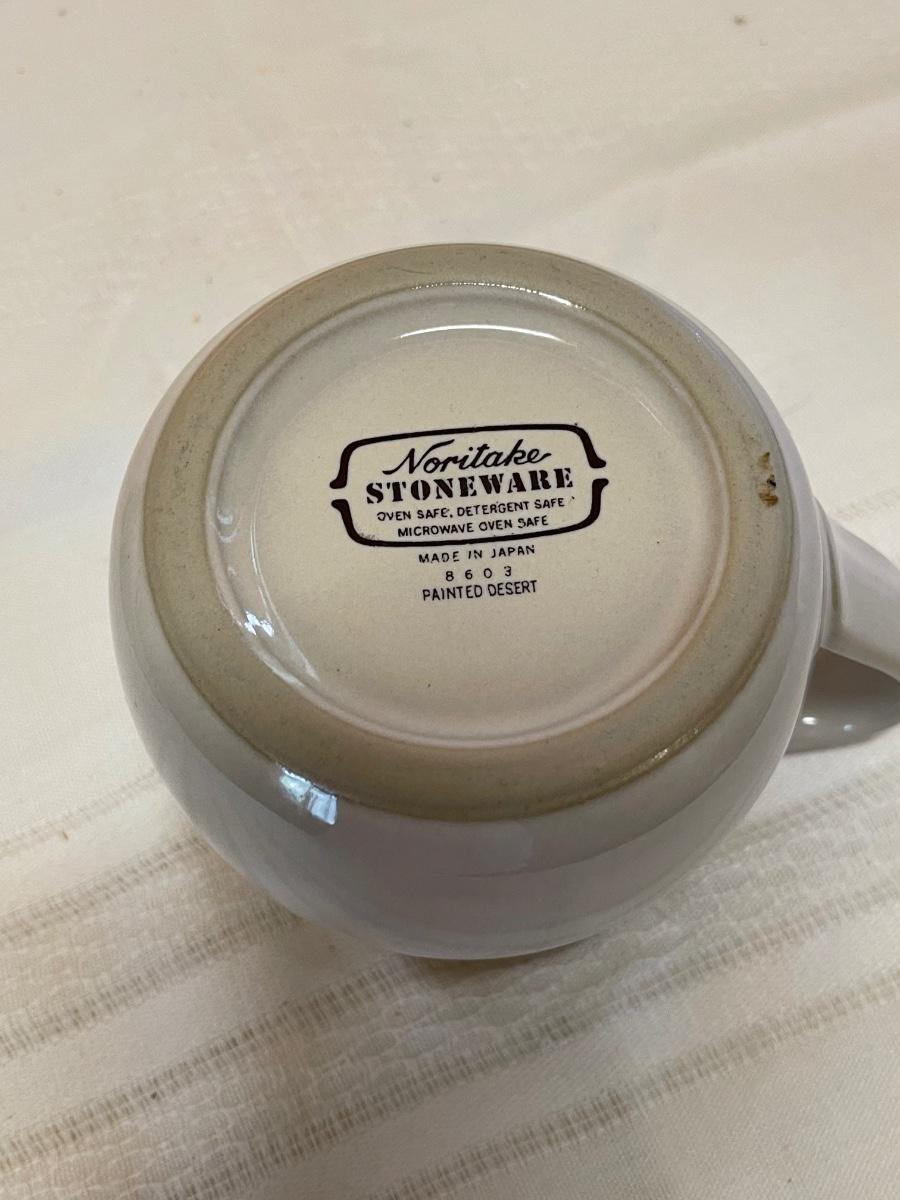 Noritake
STONEWARE
OVEN SAFE, DETERGENT SAFE
MICROWAVE OVEN SAFE
MADE IN JAPAN
8603
PAINTED DESERT